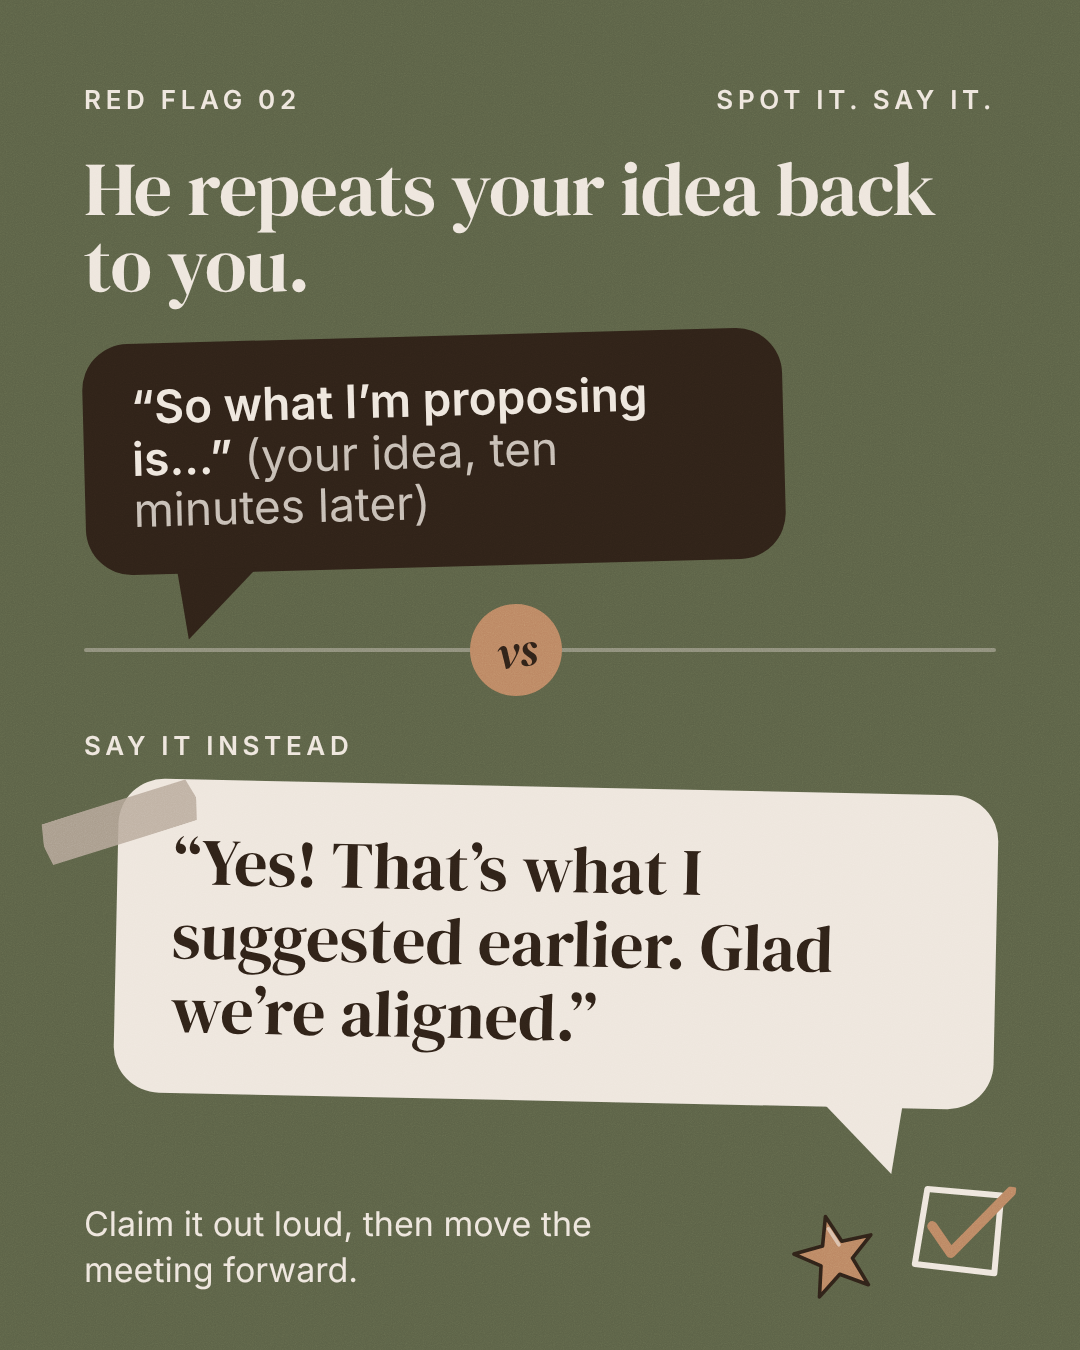 RED FLAG 02
SPOT IT. SAY IT.
He repeats your idea back
to you.
“So what I’m proposing
is...” (your idea, ten
minutes later)
vs
SAY IT INSTEAD
“Yes! That’s what I
suggested earlier. Glad
we’re aligned.”
Claim it out loud, then move the
meeting forward.